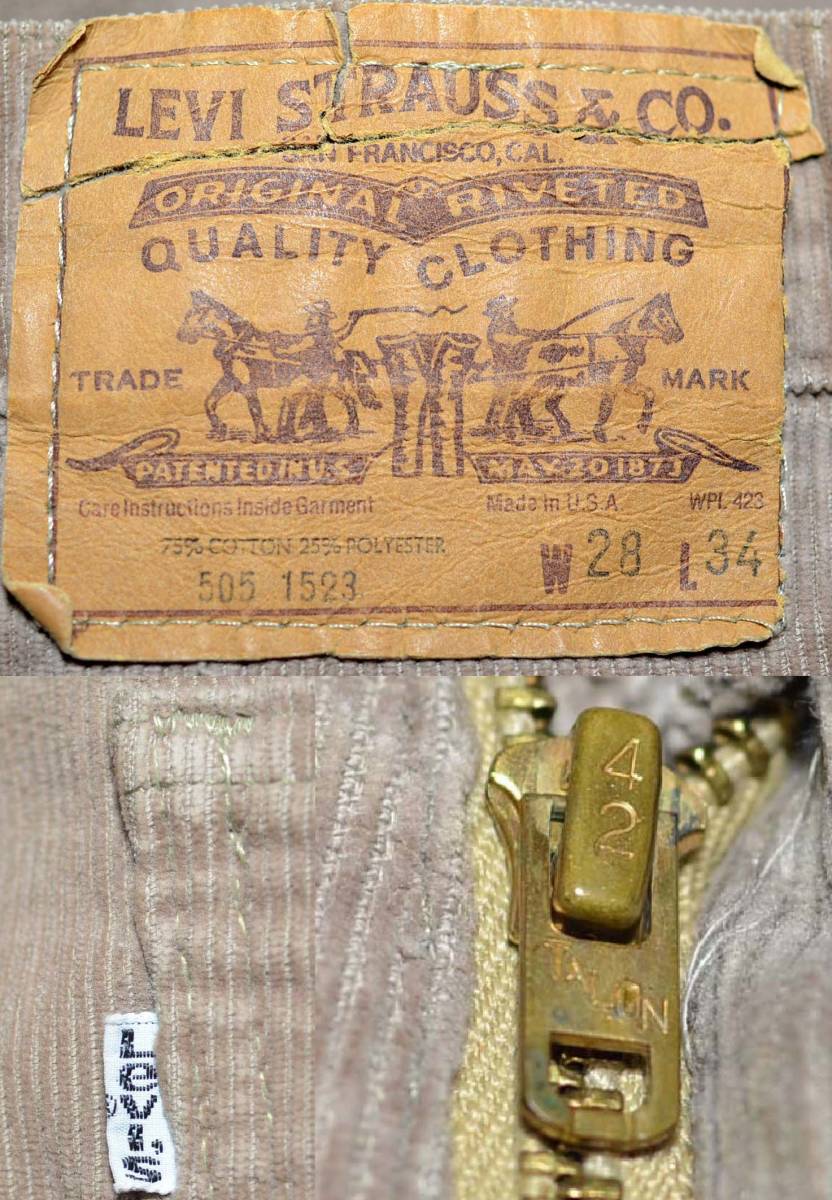 LEVI STRAUSS & CO.
SAN FRANCISCO, CAL.
ORIGINAL RIVETED
QUALITY CLOTHING
TRADE MARK
PATENTED IN U.S. MAY 20 1873
Care Instructions Inside Garment Made in U.S.A. WPL 423
75% COTTON 25% POLYESTER
505 1523 W 28 L 34
Levi's
42
TALON